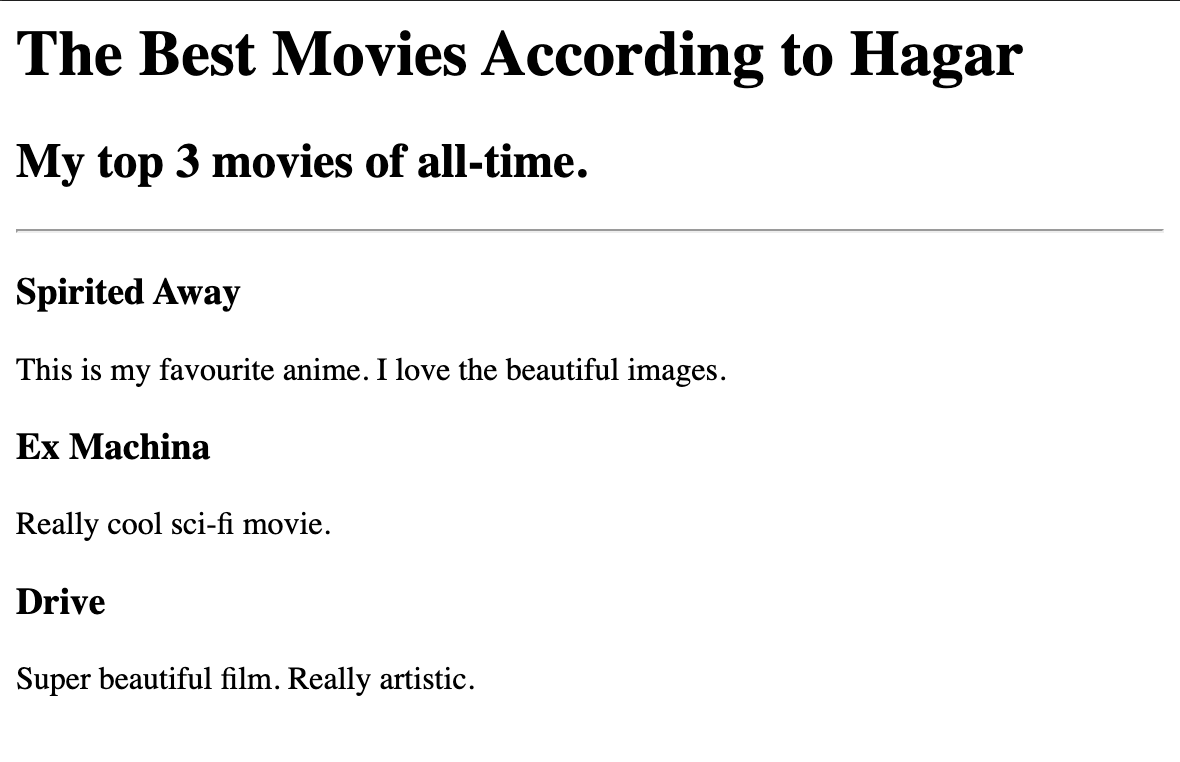 The Best Movies According to Hagar
My top 3 movies of all-time.
Spirited Away
This is my favourite anime. I love the beautiful images.
Ex Machina
Really cool sci-fi movie.
Drive
Super beautiful film. Really artistic.